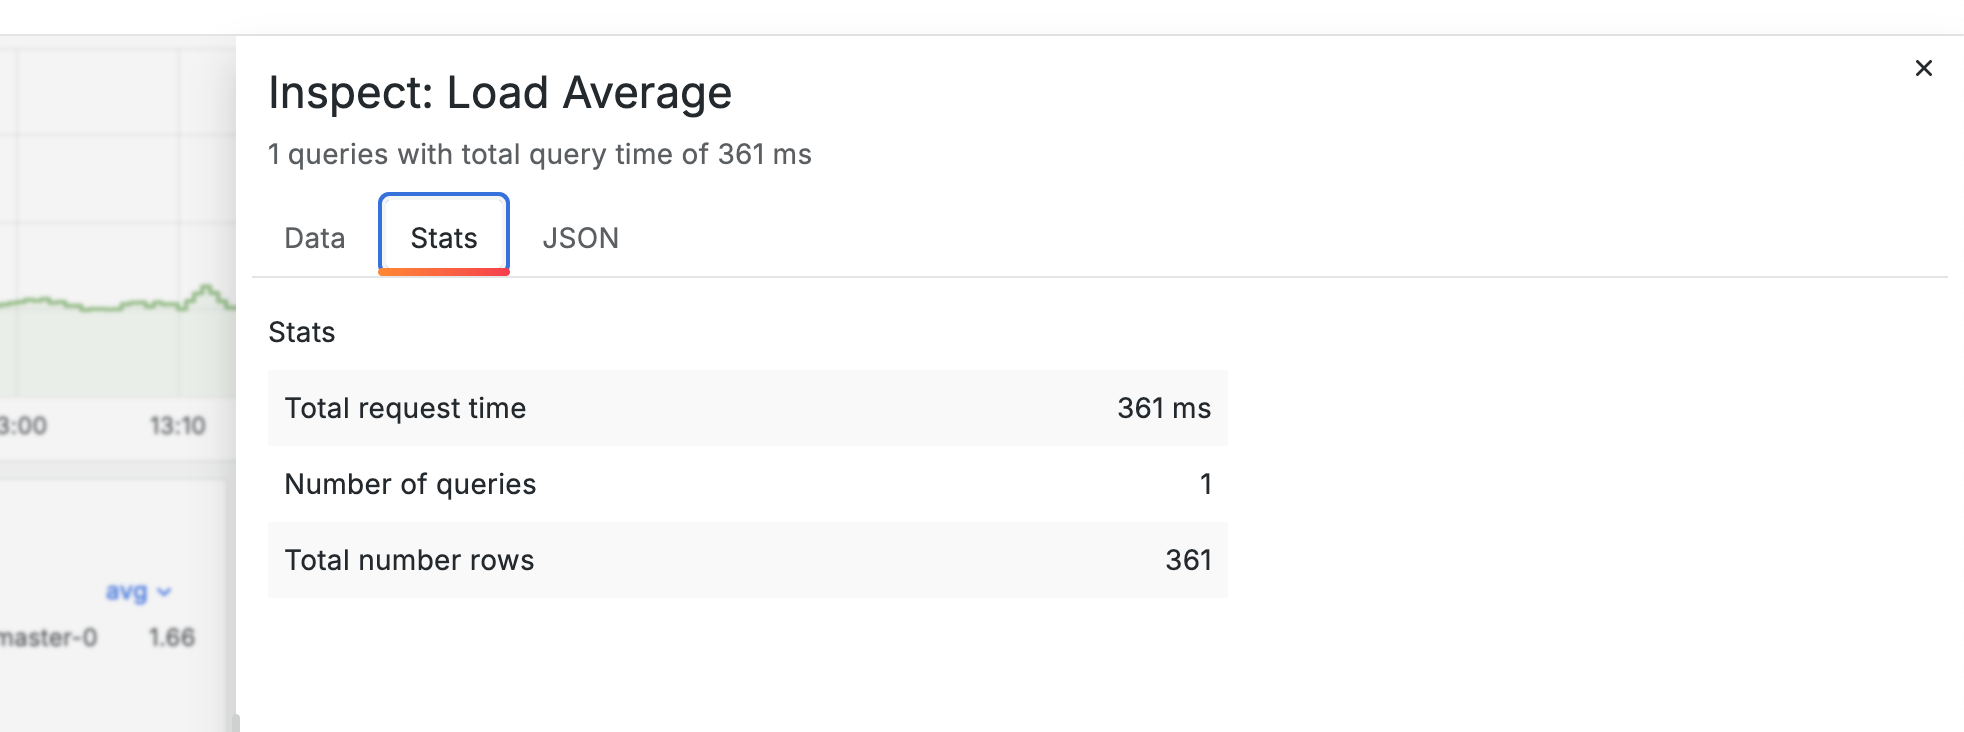 Inspect: Load Average
1 queries with total query time of 361 ms
Data Stats JSON
Stats
Total request time 361 ms
Number of queries 1
Total number rows 361
3:00 13:10
avg
master-0 1.66